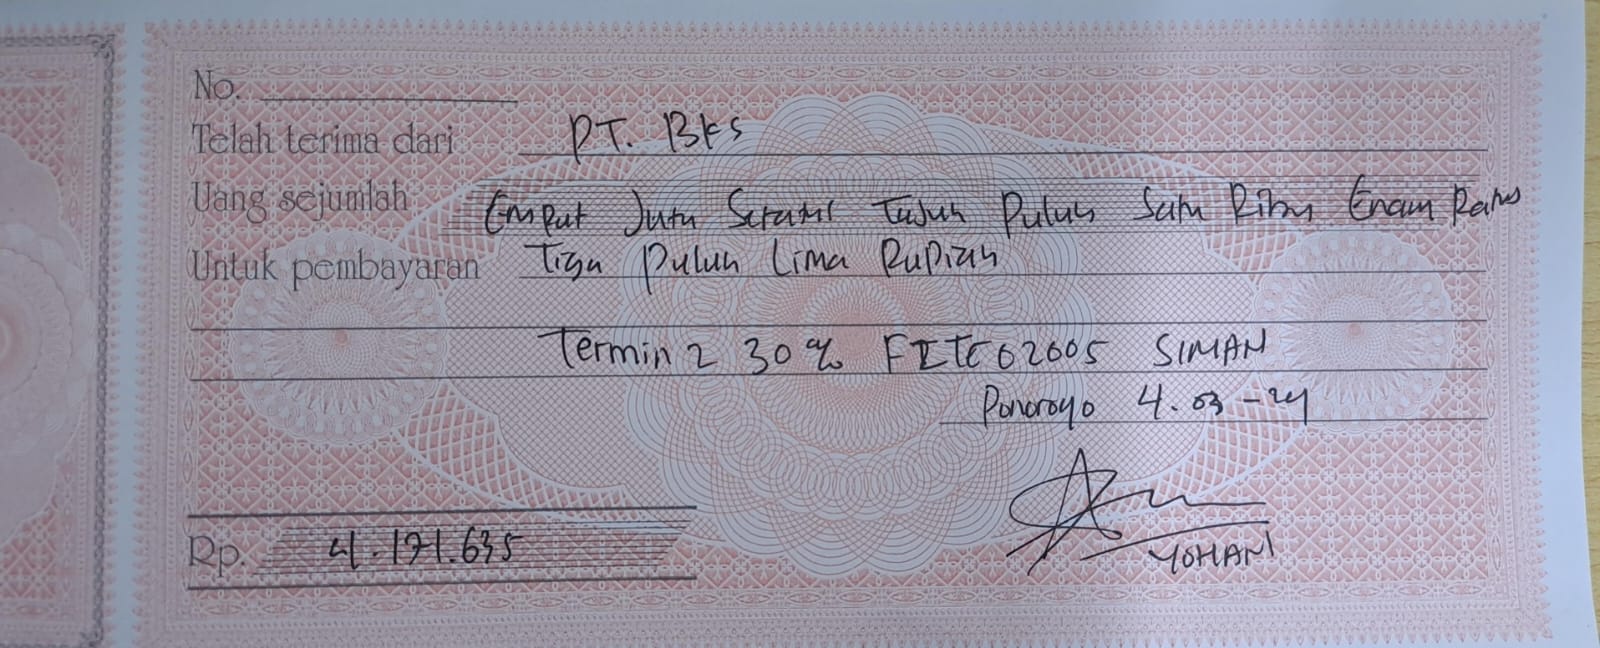 No.
Telah terima dari PT. BKS
Uang sejumlah Empat Juta Seratus Tujuh Puluh Satu Ribu Enam Ratus
Untuk pembayaran Tiga Puluh Lima Rupiah
Termin 2 30 % FITE02605 SIMAN
Ponorogo 4.03-24
Rp. 4.171.635
YOHAN